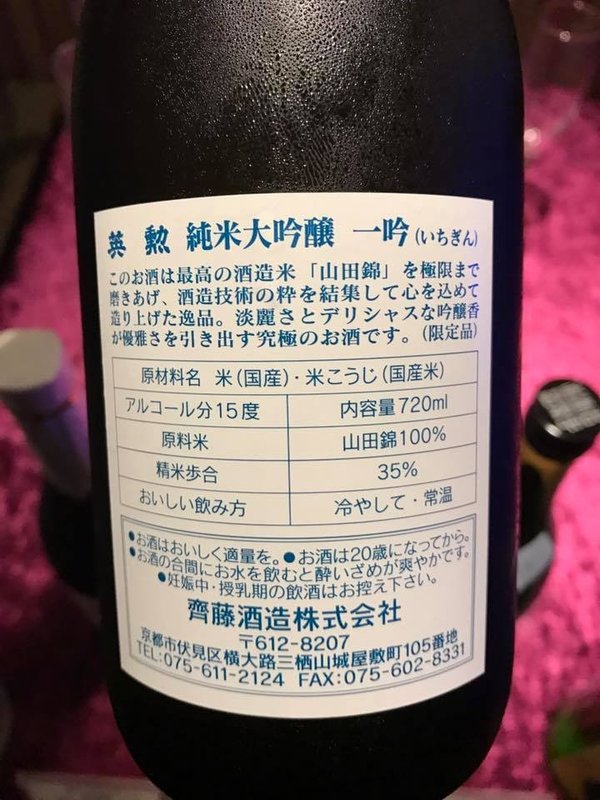 英勲 純米大吟醸 一吟(いちぎん)
このお酒は最高の酒造米「山田錦」を極限まで
磨きあげ、酒造技術の粋を結集して心を込めて
造り上げた逸品。淡麗さとデリシャスな吟醸香
が優雅さを引き出す究極のお酒です。(限定品)
原材料名 米(国産)・米こうじ(国産米)
アルコール分15度 内容量720ml
原料米 山田錦100%
精米歩合 35%
おいしい飲み方 冷やして・常温
●お酒はおいしく適量を。●お酒は20歳になってから。
●お酒の合間にお水を飲むと酔いざめが爽やかです。
●妊娠中・授乳期の飲酒はお控え下さい。
齊藤酒造株式会社
〒612-8207
京都市伏見区横大路三栖山城屋敷町105番地
TEL:075-611-2124 FAX:075-602-8331